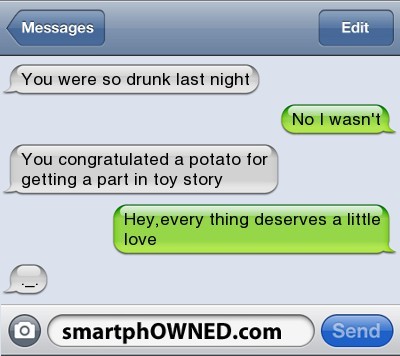 Messages
Edit
You were so drunk last night
No I wasn't
You congratulated a potato for
getting a part in toy story
Hey,every thing deserves a little
love
._.
smartphOWNED.com
Send